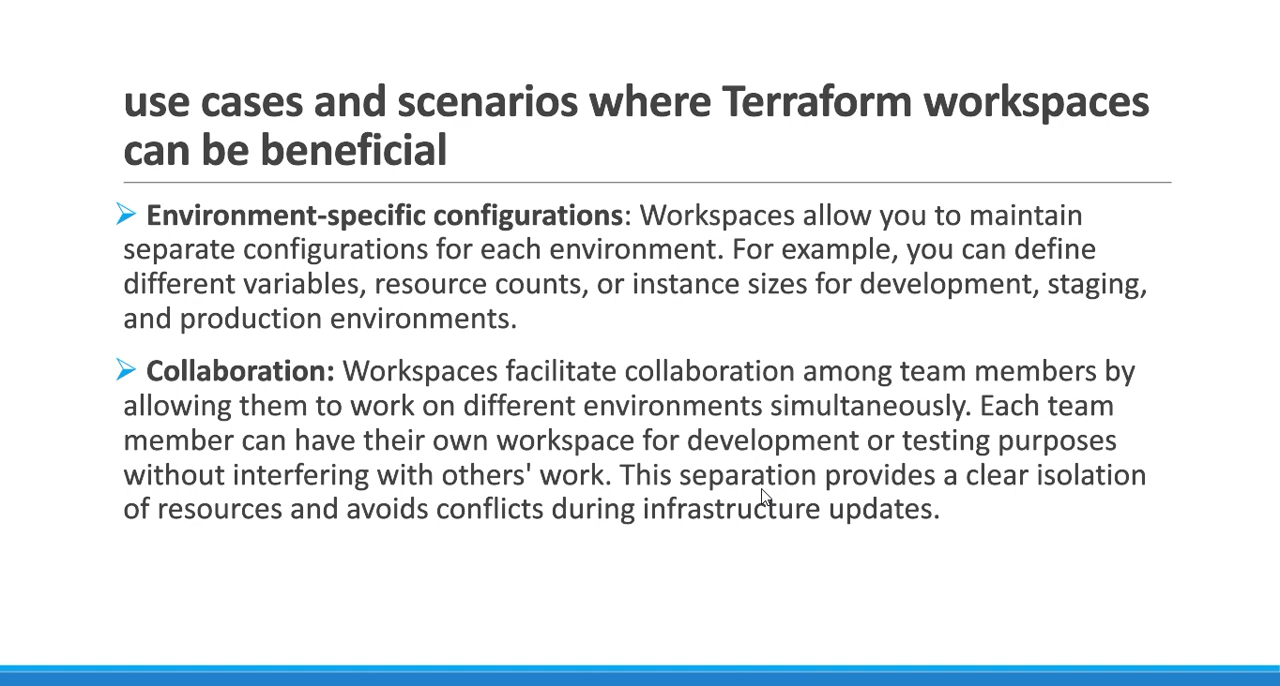 use cases and scenarios where Terraform workspaces
can be beneficial
Environment-specific configurations: Workspaces allow you to maintain
separate configurations for each environment. For example, you can define
different variables, resource counts, or instance sizes for development, staging,
and production environments.
Collaboration: Workspaces facilitate collaboration among team members by
allowing them to work on different environments simultaneously. Each team
member can have their own workspace for development or testing purposes
without interfering with others' work. This separation provides a clear isolation
of resources and avoids conflicts during infrastructure updates.